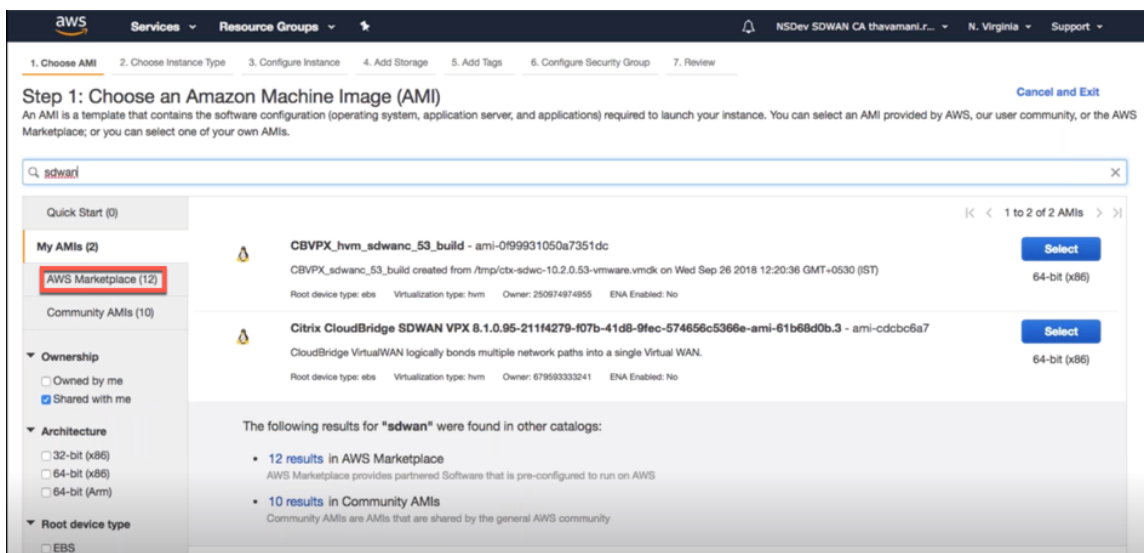 aws Services Resource Groups NSDev SDWAN CA thavamani.r... N. Virginia Support
1. Choose AMI 2. Choose Instance Type 3. Configure Instance 4. Add Storage 5. Add Tags 6. Configure Security Group 7. Review
Step 1: Choose an Amazon Machine Image (AMI)
Cancel and Exit
An AMI is a template that contains the software configuration (operating system, application server, and applications) required to launch your instance. You can select an AMI provided by AWS, our user community, or the AWS
Marketplace; or you can select one of your own AMIs.
sdwan
Quick Start (0)
My AMIs (2)
AWS Marketplace (12)
Community AMIs (10)
Ownership
Owned by me
Shared with me
Architecture
32-bit (x86)
64-bit (x86)
64-bit (Arm)
Root device type
EBS
1 to 2 of 2 AMIs
CBVPX_hvm_sdwanc_53_build - ami-0f99931050a7351dc
CBVPX_sdwanc_53_build created from /tmp/ctx-sdwc-10.2.0.53-vmware.vmdk on Wed Sep 26 2018 12:20:36 GMT+0530 (IST)
Root device type: ebs Virtualization type: hvm Owner: 250974974955 ENA Enabled: No
Select
64-bit (x86)
Citrix CloudBridge SDWAN VPX 8.1.0.95-211f4279-f07b-41d8-9fec-574656c5366e-ami-61b68d0b.3 - ami-cdcbc6a7
CloudBridge VirtualWAN logically bonds multiple network paths into a single Virtual WAN.
Root device type: ebs Virtualization type: hvm Owner: 679593333241 ENA Enabled: No
Select
64-bit (x86)
The following results for "sdwan" were found in other catalogs:
12 results in AWS Marketplace
AWS Marketplace provides partnered Software that is pre-configured to run on AWS
10 results in Community AMIs
Community AMIs are AMIs that are shared by the general AWS community